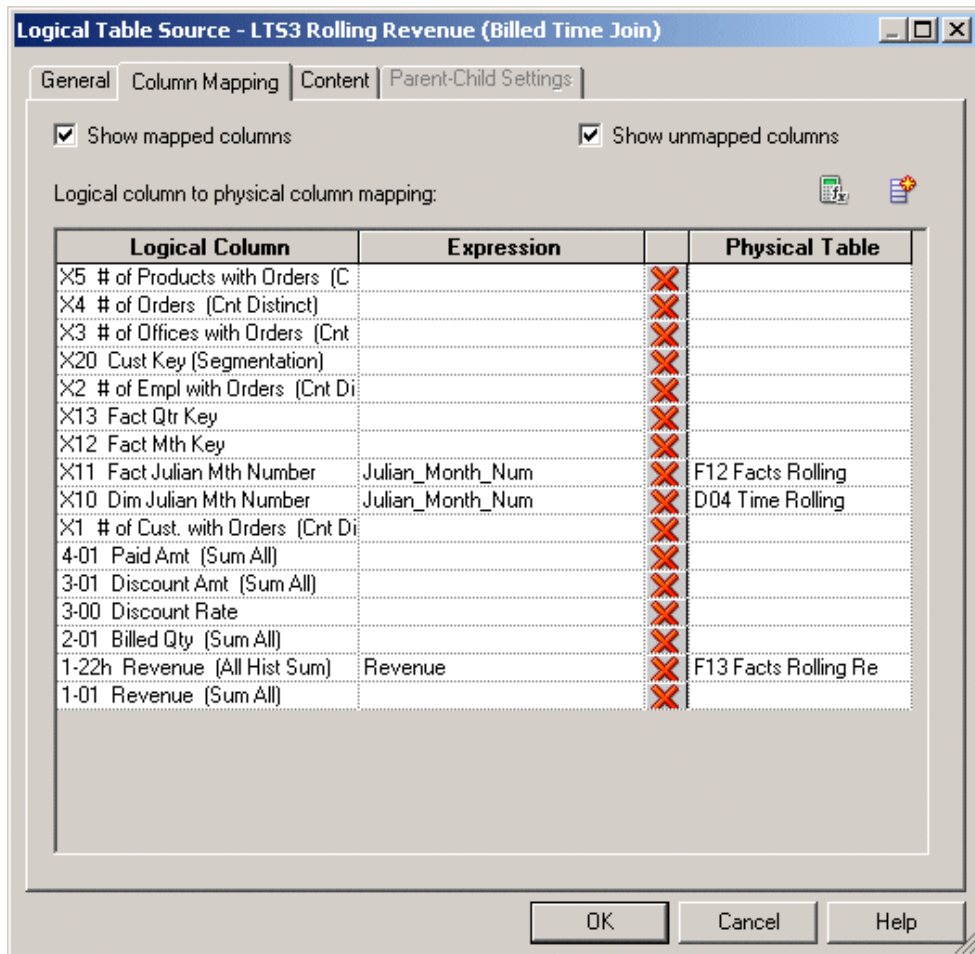 Logical Table Source - LTS3 Rolling Revenue (Billed Time Join)
General Column Mapping Content Parent-Child Settings
Show mapped columns Show unmapped columns
Logical column to physical column mapping:
Logical Column Expression Physical Table
X5 # of Products with Orders (C
X4 # of Orders (Cnt Distinct)
X3 # of Offices with Orders (Cnt
X20 Cust Key (Segmentation)
X2 # of Empl with Orders (Cnt Di
X13 Fact Qtr Key
X12 Fact Mth Key
X11 Fact Julian Mth Number Julian_Month_Num F12 Facts Rolling
X10 Dim Julian Mth Number Julian_Month_Num D04 Time Rolling
X1 # of Cust. with Orders (Cnt Di
4-01 Paid Amt (Sum All)
3-01 Discount Amt (Sum All)
3-00 Discount Rate
2-01 Billed Qty (Sum All)
1-22h Revenue (All Hist Sum) Revenue F13 Facts Rolling Re
1-01 Revenue (Sum All)
OK Cancel Help